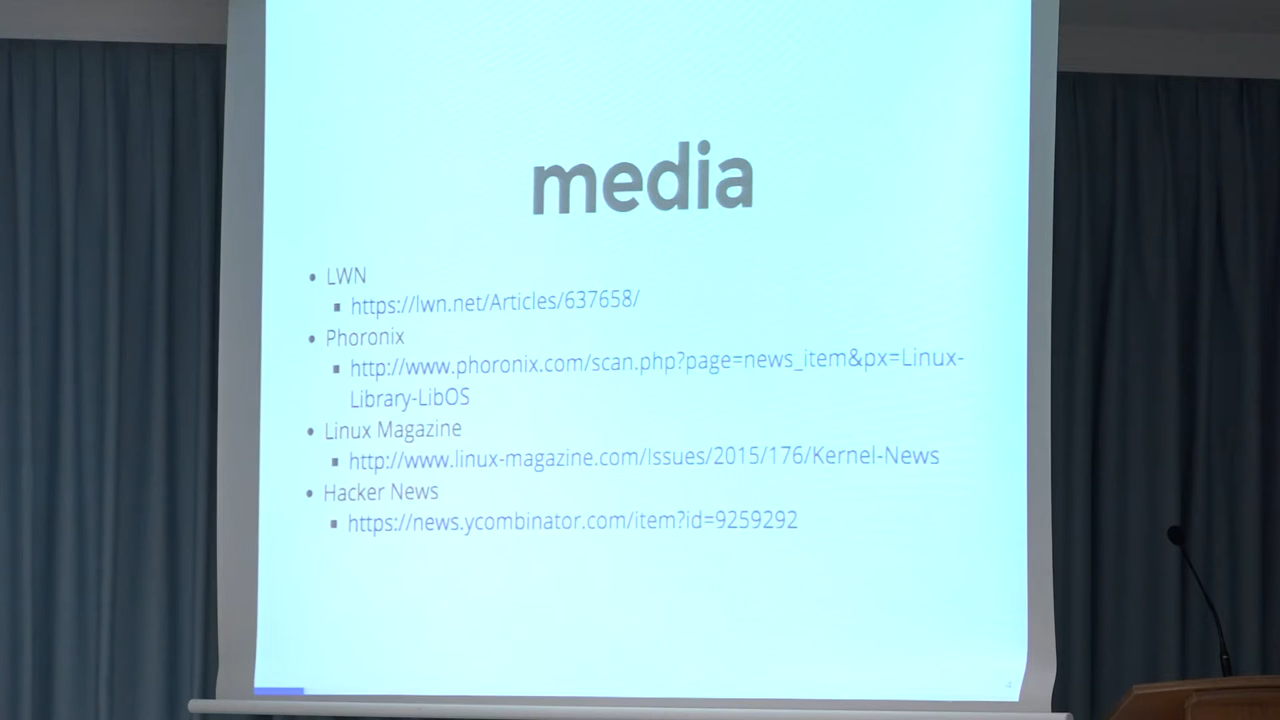 media
• LWN
▪ https://lwn.net/Articles/637658/
• Phoronix
▪ http://www.phoronix.com/scan.php?page=news_item&px=Linux-
Library-LibOS
• Linux Magazine
▪ http://www.linux-magazine.com/Issues/2015/176/Kernel-News
• Hacker News
▪ https://news.ycombinator.com/item?id=9259292
4